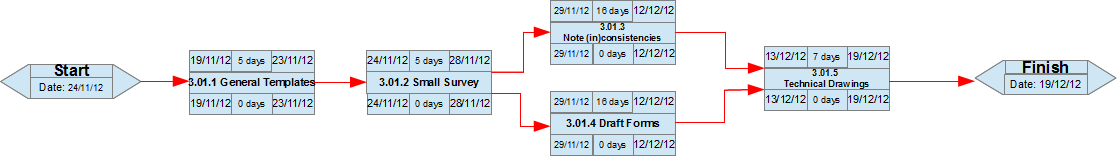 Start
Date: 24/11/12
19/11/12 5 days 23/11/12
3.01.1 General Templates
19/11/12 0 days 23/11/12
24/11/12 5 days 28/11/12
3.01.2 Small Survey
24/11/12 0 days 28/11/12
29/11/12 16 days 12/12/12
3.01.3
Note (in)consistencies
29/11/12 0 days 12/12/12
29/11/12 16 days 12/12/12
3.01.4 Draft Forms
29/11/12 0 days 12/12/12
13/12/12 7 days 19/12/12
3.01.5
Technical Drawings
13/12/12 0 days 19/12/12
Finish
Date: 19/12/12